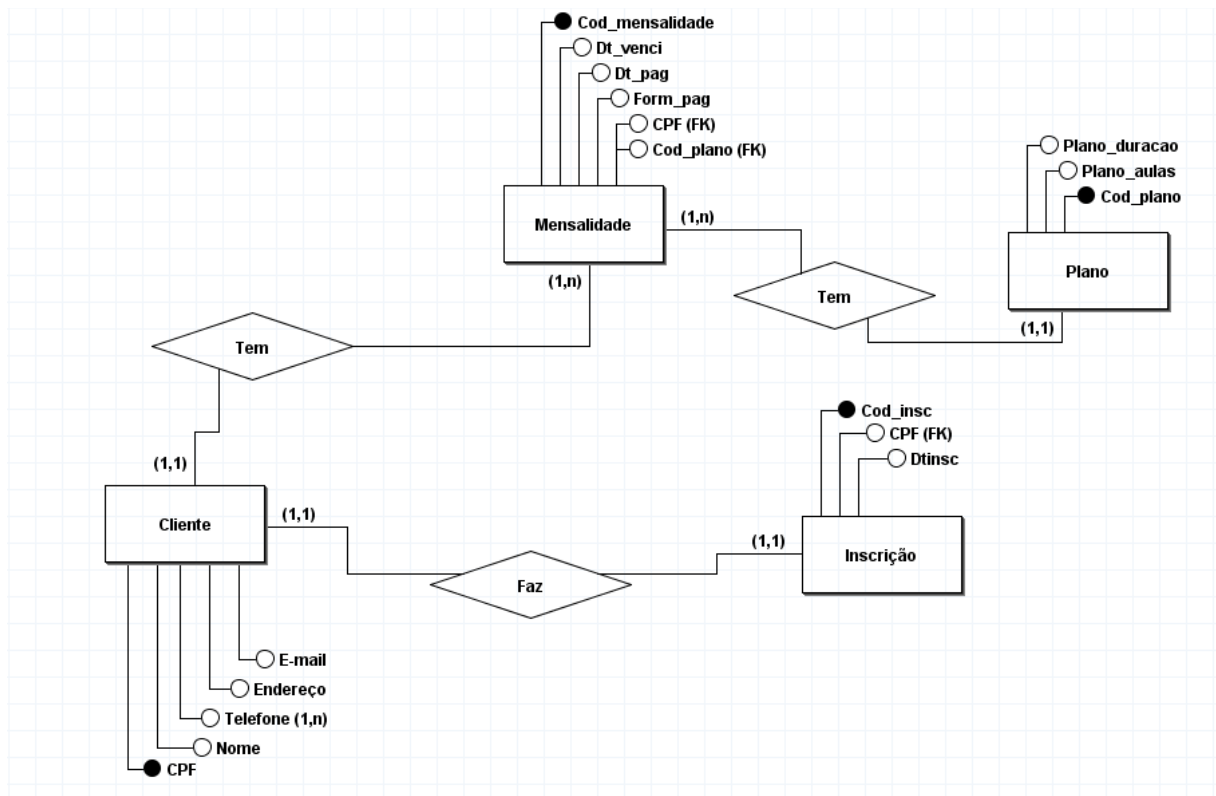 Cod_mensalidade
Dt_venci
Dt_pag
Form_pag
CPF (FK)
Cod_plano (FK)
Mensalidade
(1,n)
(1,n)
Plano_duracao
Plano_aulas
Cod_plano
Plano
Tem
(1,1)
Tem
(1,1)
Cliente
(1,1)
Cod_insc
CPF (FK)
Dtinsc
(1,1)
Inscrição
Faz
E-mail
Endereço
Telefone (1,n)
Nome
CPF